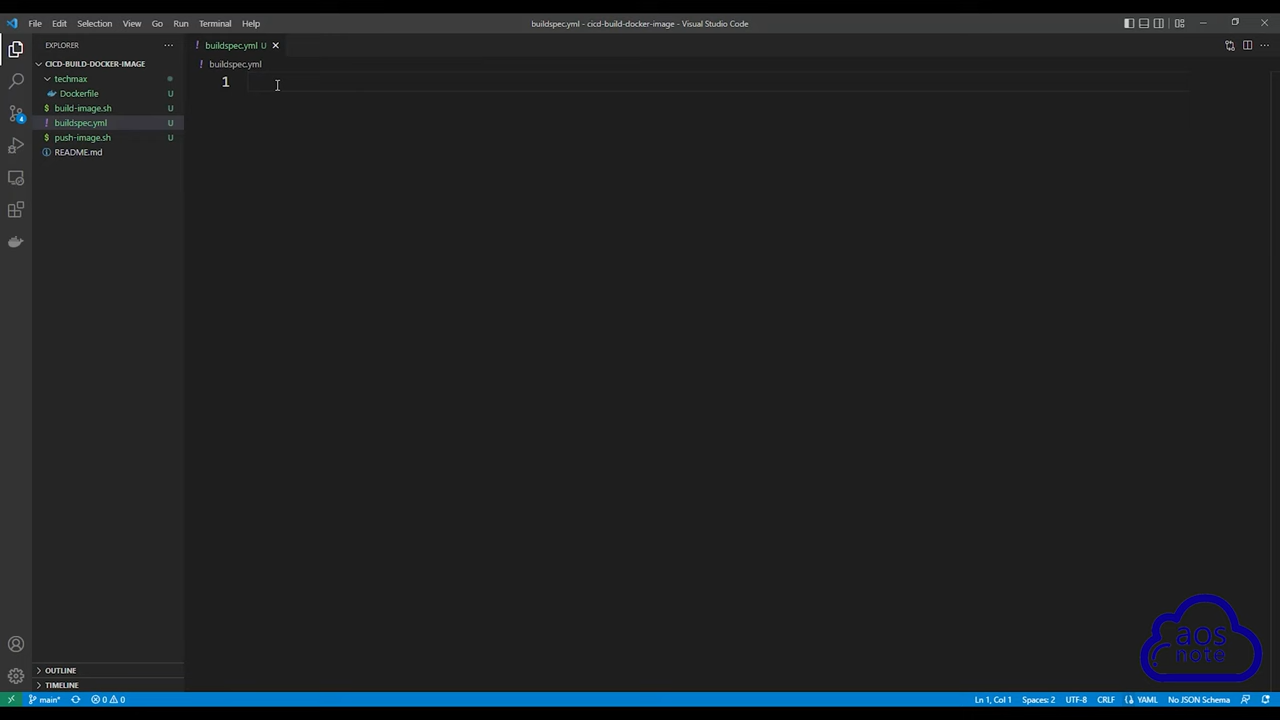 File Edit Selection View Go Run Terminal Help
buildspec.yml - cicd-build-docker-image - Visual Studio Code
EXPLORER
buildspec.yml U
CICD-BUILD-DOCKER-IMAGE
buildspec.yml
techmax
1
Dockerfile U
build-image.sh U
buildspec.yml U
push-image.sh U
README.md
4
aos
note
OUTLINE
TIMELINE
main* 0 0
Ln 1, Col 1 Spaces: 2 UTF-8 CRLF YAML No JSON Schema